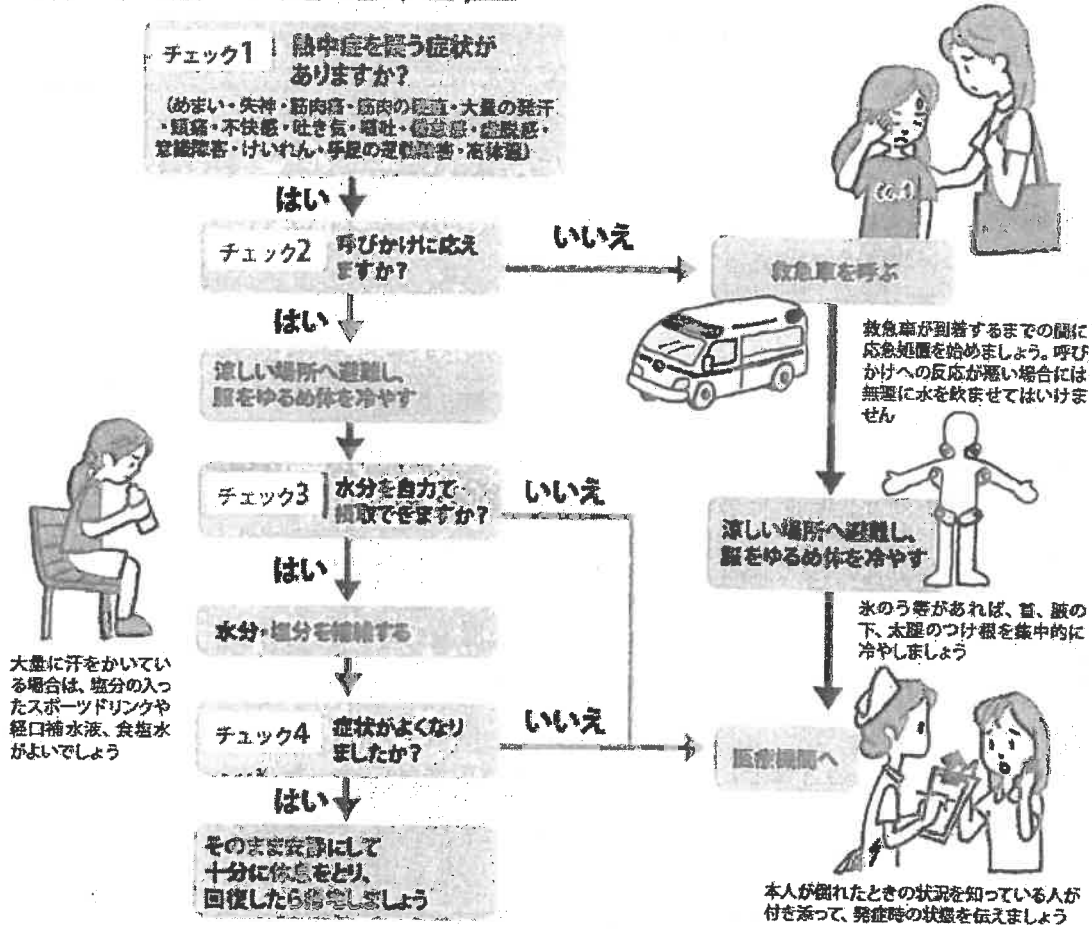 チェック1
熱中症を疑う症状が
ありますか?
(めまい・失神・筋肉痛・筋肉の硬直・大量の発汗
・頭痛・不快感・吐き気・嘔吐・倦怠感・虚脱感・
意識障害・けいれん・手足の運動障害・高体温)
はい
チェック2
呼びかけに応え
ますか?
いいえ
救急車を呼ぶ
はい
救急車が到着するまでの間に
応急処置を始めましょう。呼び
かけへの反応が悪い場合には
無理に水を飲ませてはいけま
せん
涼しい場所へ避難し、
服をゆるめ体を冷やす
チェック3
水分を自力で
摂取できますか?
いいえ
涼しい場所へ避難し、
服をゆるめ体を冷やす
はい
氷のう等があれば、首、腋の
下、太腿のつけ根を集中的に
冷やしましょう
水分・塩分を補給する
大量に汗をかいてい
る場合は、塩分の入っ
たスポーツドリンクや
経口補水液、食塩水
がよいでしょう
チェック4
症状がよくなり
ましたか?
いいえ
医療機関へ
はい
そのまま安静にして
十分に休息をとり、
回復したら帰宅しましょう
本人が倒れたときの状況を知っている人が
付き添って、発症時の状態を伝えましょう